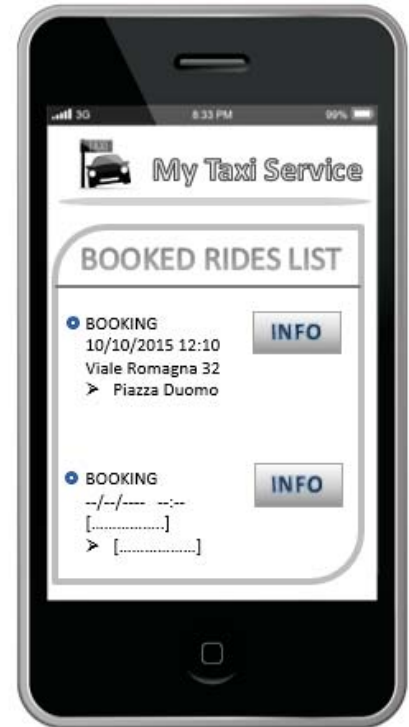 3G 8:33 PM 99%
TAXI
My Taxi Service
BOOKED RIDES LIST
BOOKING
10/10/2015 12:10
Viale Romagna 32
➢ Piazza Duomo
INFO
BOOKING
--/--/---- --:--
[.................]
➢ [..................]
INFO